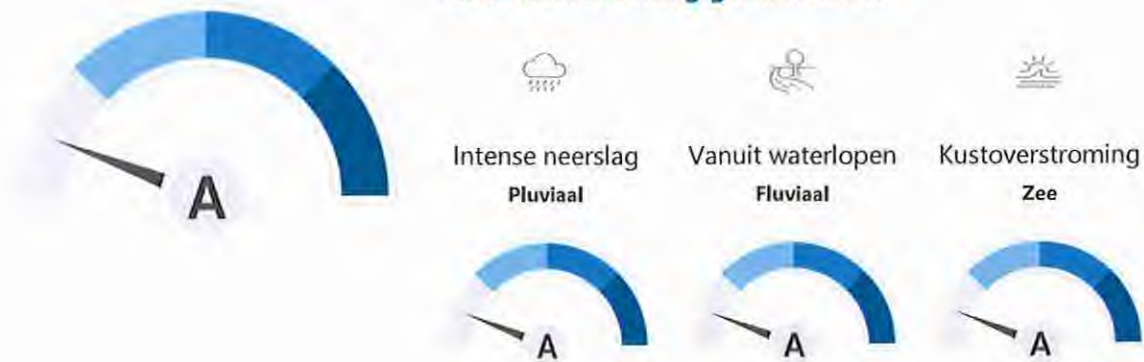 A
Intense neerslag
Pluviaal
A
Vanuit waterlopen
Fluviaal
A
Kustoverstroming
Zee
A